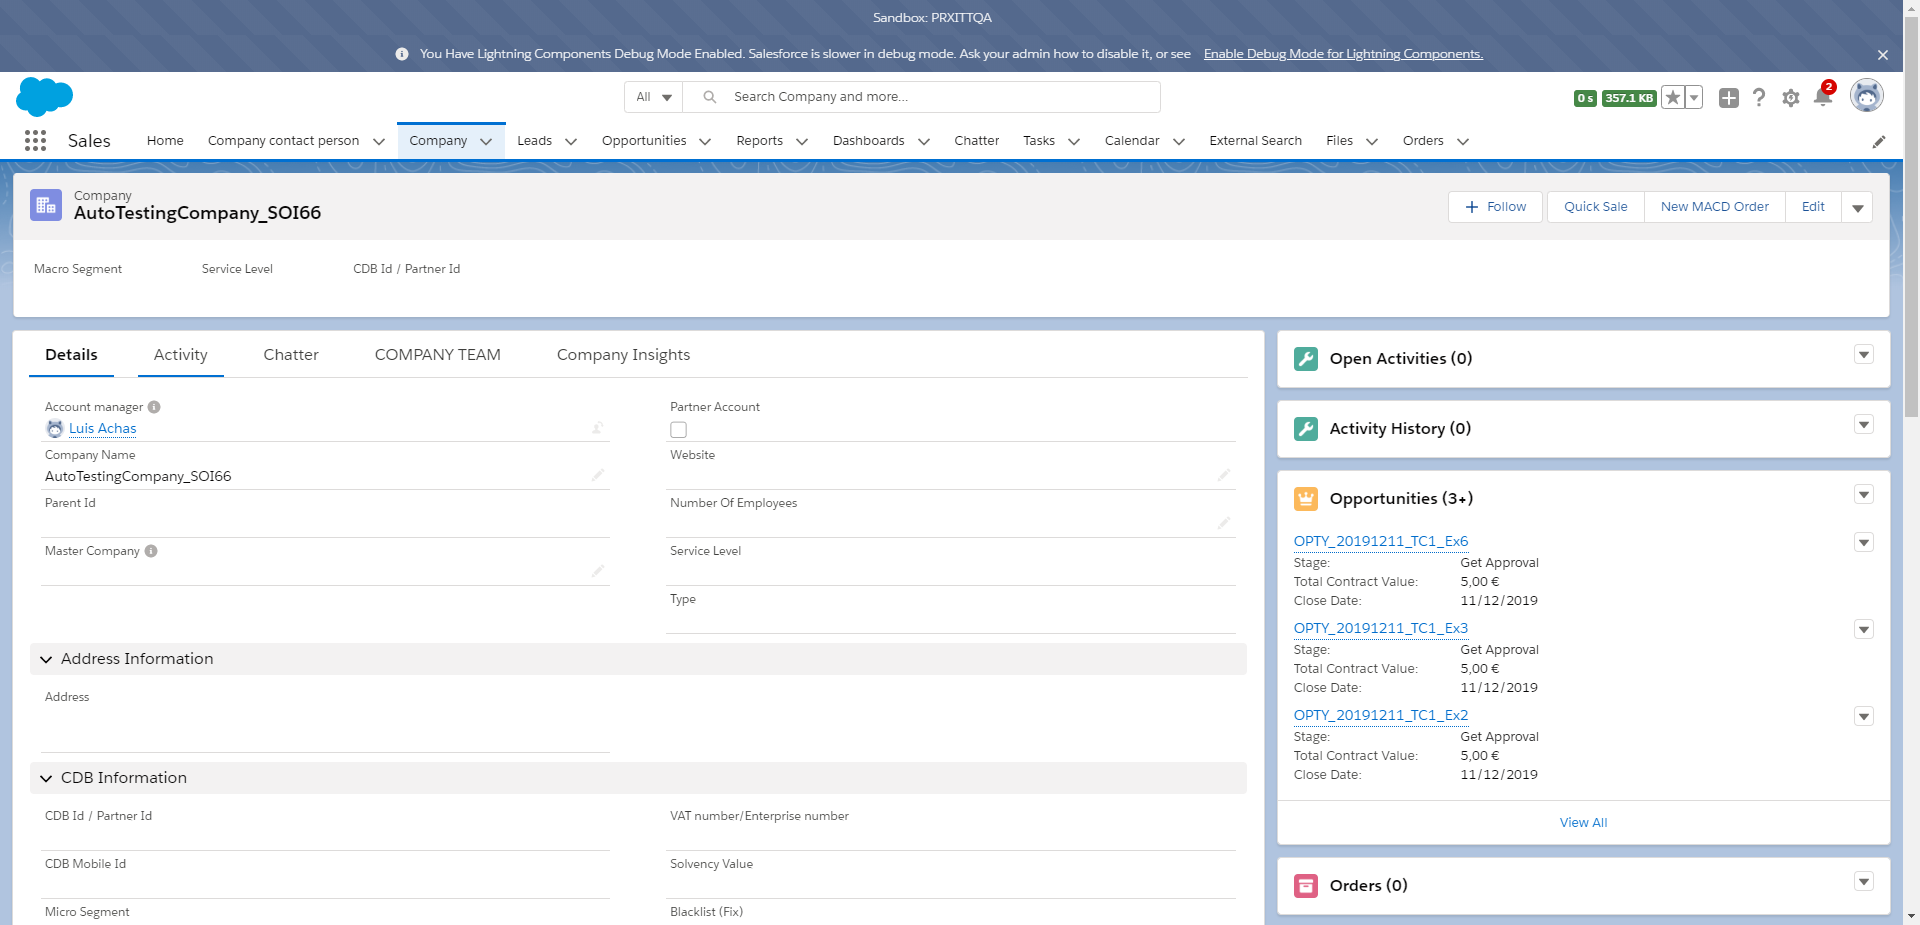 Sandbox: PRXITTQA
You Have Lightning Components Debug Mode Enabled. Salesforce is slower in debug mode. Ask your admin how to disable it, or see Enable Debug Mode for Lightning Components.
All Search Company and more...
0 s 357.1 KB 2
Sales Home Company contact person Company Leads Opportunities Reports Dashboards Chatter Tasks Calendar External Search Files Orders
Company
AutoTestingCompany_SOI66
Follow Quick Sale New MACD Order Edit
Macro Segment Service Level CDB Id / Partner Id
Details Activity Chatter COMPANY TEAM Company Insights
Account manager Partner Account
Luis Achas
Company Name Website
AutoTestingCompany_SOI66
Parent Id Number Of Employees
Master Company Service Level
Type
Address Information
Address
CDB Information
CDB Id / Partner Id VAT number/Enterprise number
CDB Mobile Id Solvency Value
Micro Segment Blacklist (Fix)
Open Activities (0)
Activity History (0)
Opportunities (3+)
OPTY_20191211_TC1_Ex6
Stage: Get Approval
Total Contract Value: 5,00 €
Close Date: 11/12/2019
OPTY_20191211_TC1_Ex3
Stage: Get Approval
Total Contract Value: 5,00 €
Close Date: 11/12/2019
OPTY_20191211_TC1_Ex2
Stage: Get Approval
Total Contract Value: 5,00 €
Close Date: 11/12/2019
View All
Orders (0)